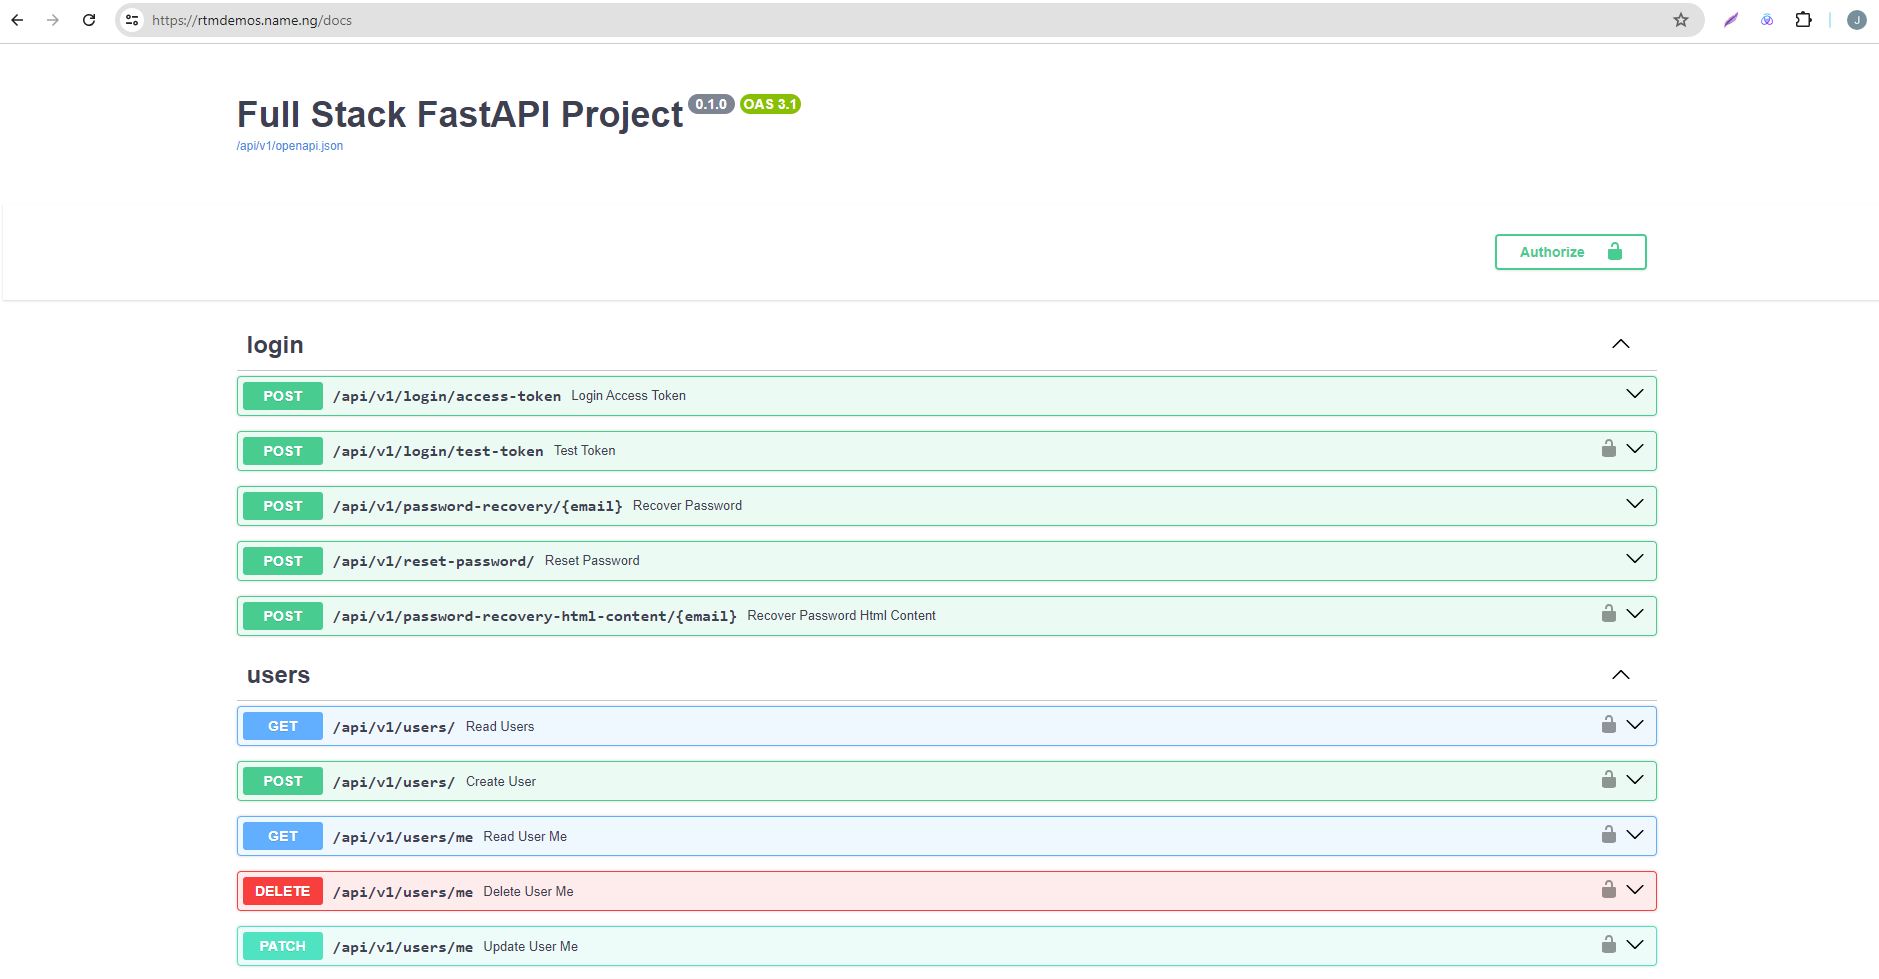 https://rtmdemos.name.ng/docs
J
Full Stack FastAPI Project 0.1.0 OAS 3.1
/api/v1/openapi.json
Authorize
login
POST /api/v1/login/access-token Login Access Token
POST /api/v1/login/test-token Test Token
POST /api/v1/password-recovery/{email} Recover Password
POST /api/v1/reset-password/ Reset Password
POST /api/v1/password-recovery-html-content/{email} Recover Password Html Content
users
GET /api/v1/users/ Read Users
POST /api/v1/users/ Create User
GET /api/v1/users/me Read User Me
DELETE /api/v1/users/me Delete User Me
PATCH /api/v1/users/me Update User Me